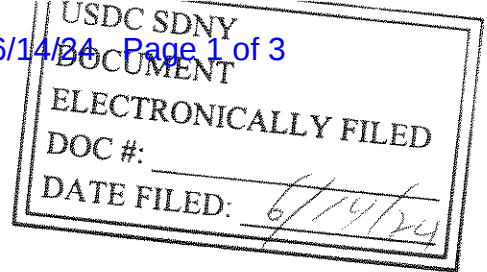 USDC SDNY
6/14/24 Page 1 of 3
DOCUMENT
ELECTRONICALLY FILED
DOC #:
DATE FILED: 6/14/24